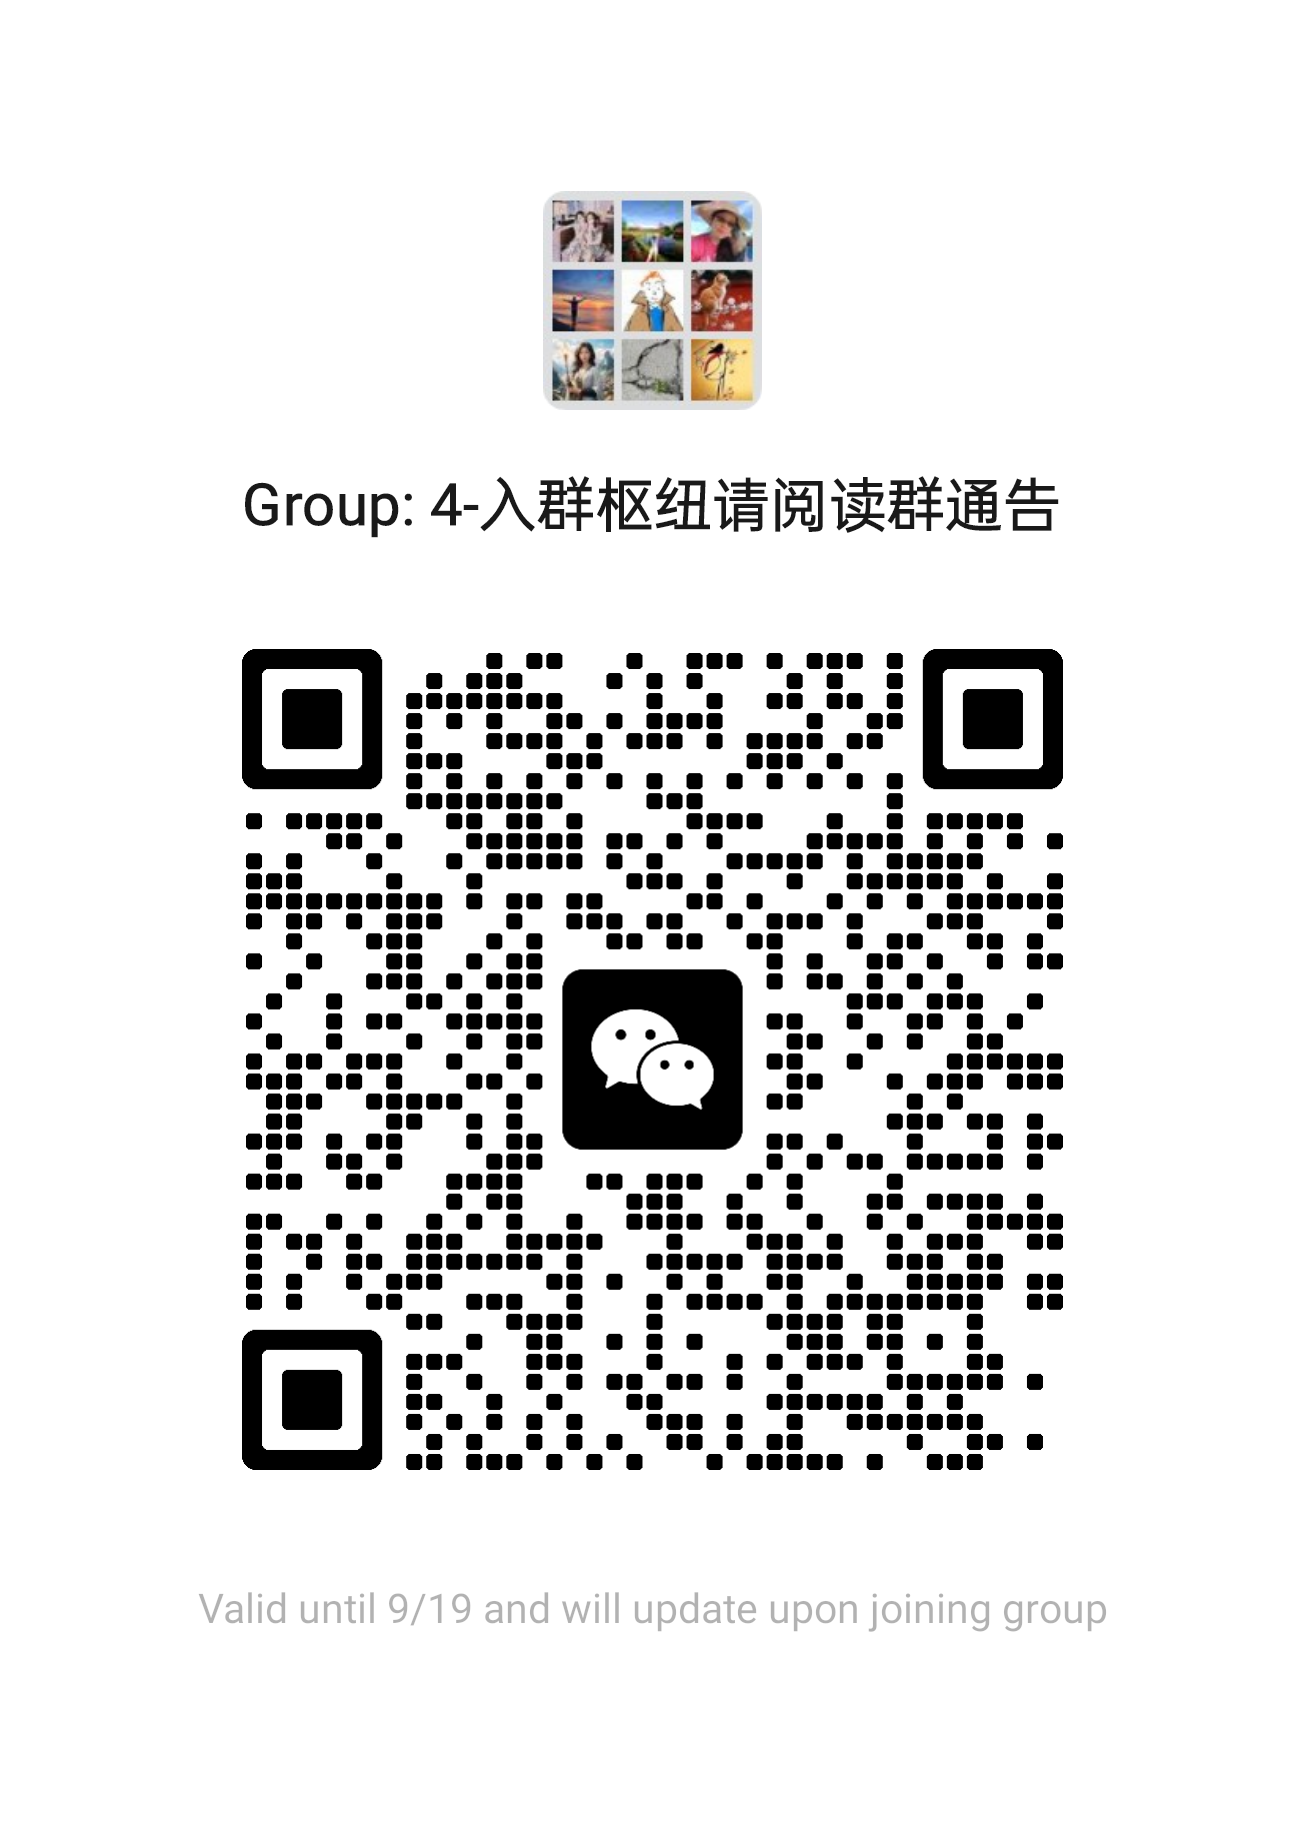 Group: 4-入群枢纽请阅读群通告
Valid until 9/19 and will update upon joining group